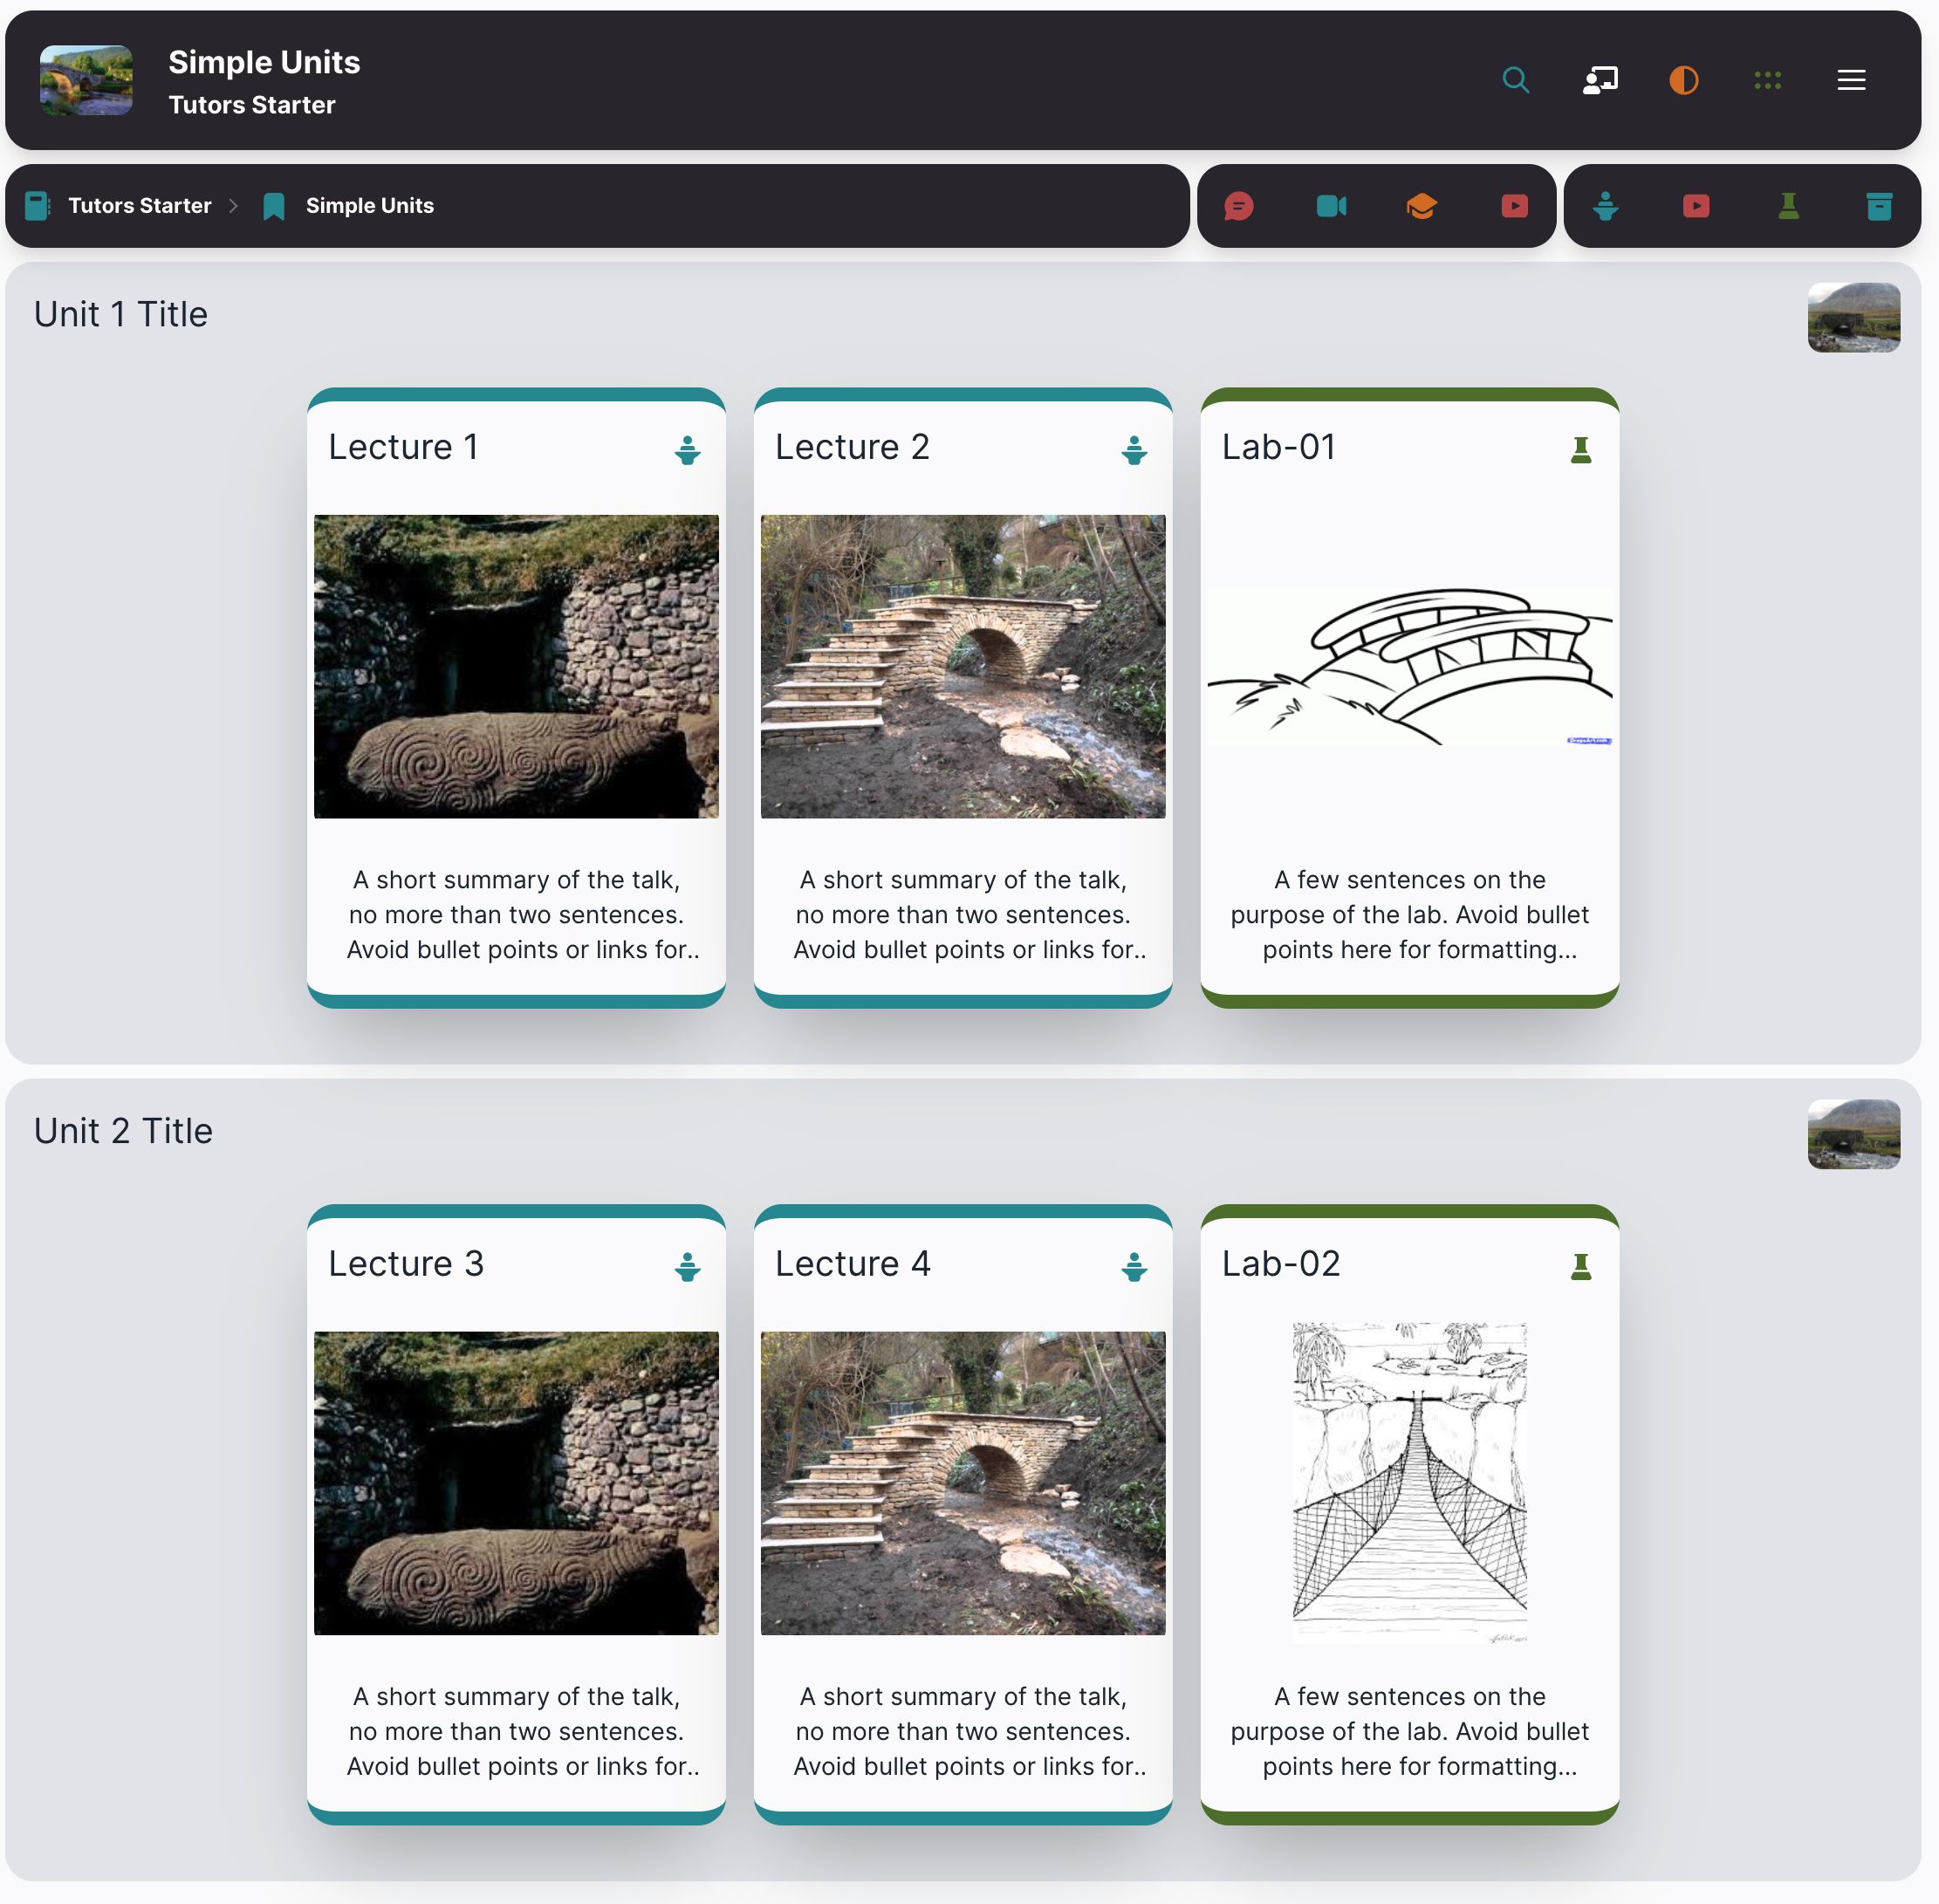 Simple Units
Tutors Starter
Tutors Starter
Simple Units
Unit 1 Title
Lecture 1
Lecture 2
Lab-01
A short summary of the talk,
no more than two sentences.
Avoid bullet points or links for..
A short summary of the talk,
no more than two sentences.
Avoid bullet points or links for..
A few sentences on the
purpose of the lab. Avoid bullet
points here for formatting...
Unit 2 Title
Lecture 3
Lecture 4
Lab-02
A short summary of the talk,
no more than two sentences.
Avoid bullet points or links for..
A short summary of the talk,
no more than two sentences.
Avoid bullet points or links for..
A few sentences on the
purpose of the lab. Avoid bullet
points here for formatting...